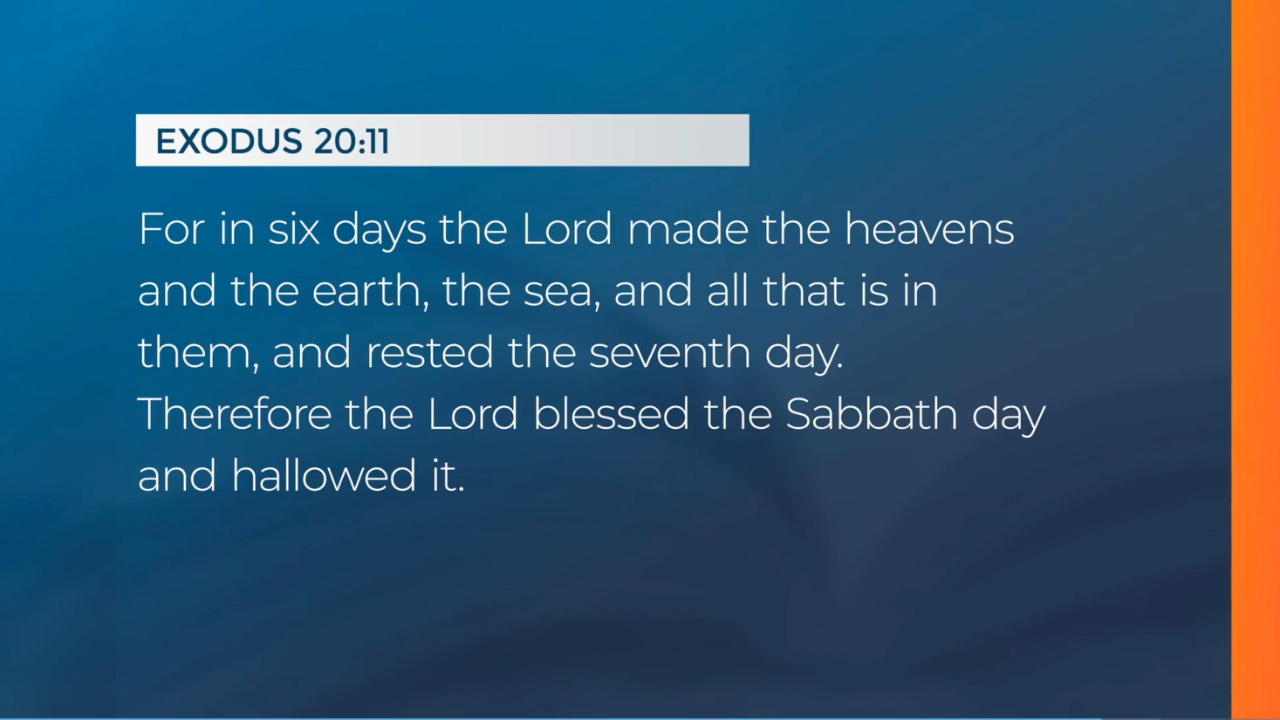 EXODUS 20:11
For in six days the Lord made the heavens
and the earth, the sea, and all that is in
them, and rested the seventh day.
Therefore the Lord blessed the Sabbath day
and hallowed it.